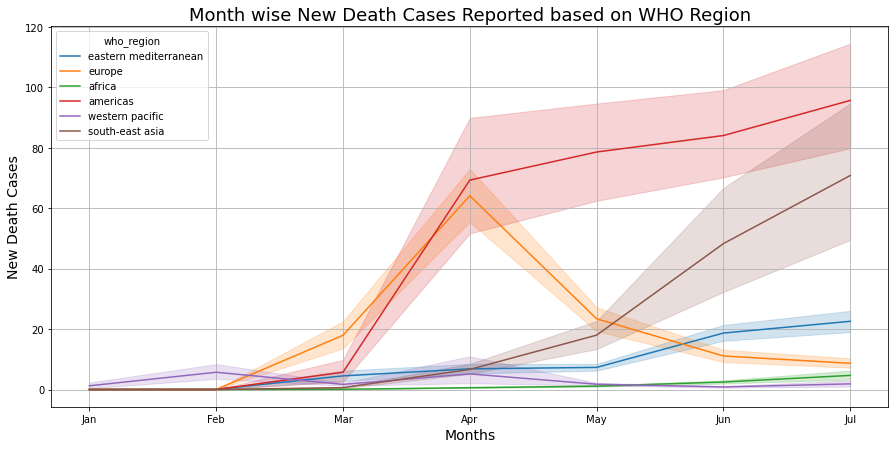 Month wise New Death Cases Reported based on WHO Region
who_region
eastern mediterranean
europe
africa
americas
western pacific
south-east asia
New Death Cases
120
100
80
60
40
20
0
Jan Feb Mar Apr May Jun Jul
Months